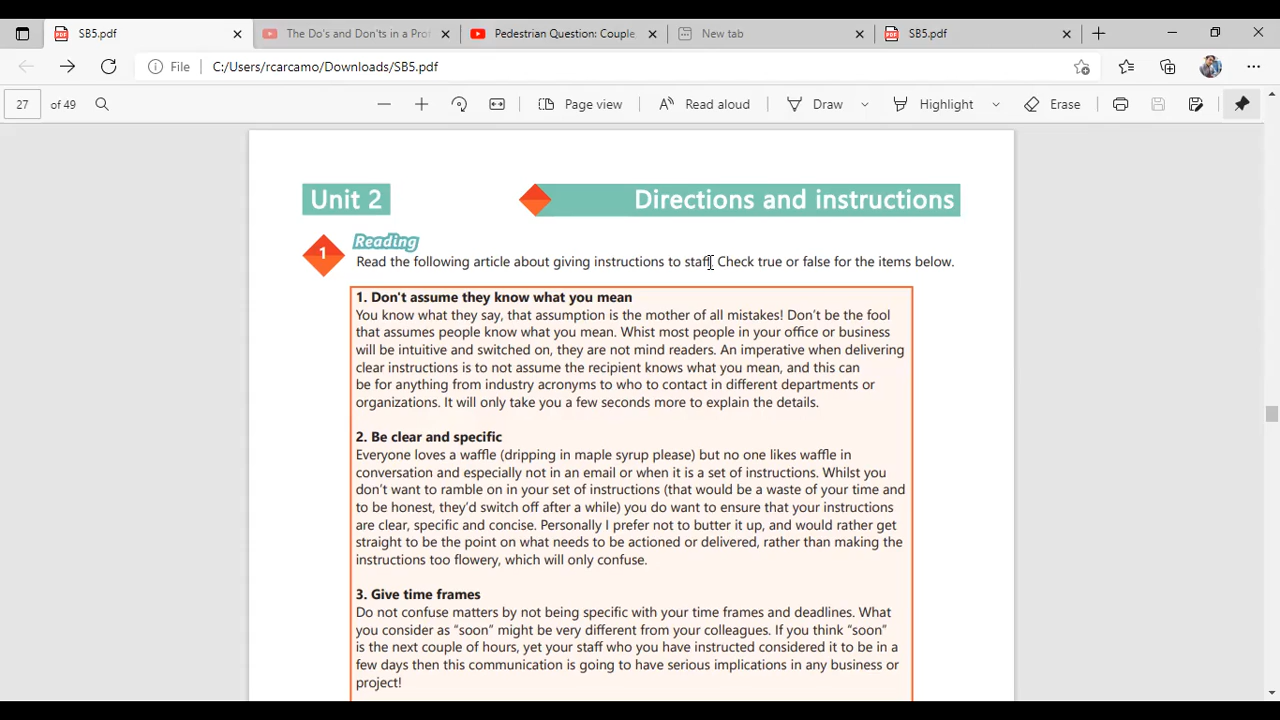 SB5.pdf
The Do's and Don'ts in a Prof
Pedestrian Question: Couple
New tab
SB5.pdf
File
C:/Users/rcarcamo/Downloads/SB5.pdf
27
of 49
Page view
Read aloud
Draw
Highlight
Erase
Unit 2
Directions and instructions
Reading
1
Read the following article about giving instructions to staff. Check true or false for the items below.
1. Don't assume they know what you mean
You know what they say, that assumption is the mother of all mistakes! Don't be the fool
that assumes people know what you mean. Whist most people in your office or business
will be intuitive and switched on, they are not mind readers. An imperative when delivering
clear instructions is to not assume the recipient knows what you mean, and this can
be for anything from industry acronyms to who to contact in different departments or
organizations. It will only take you a few seconds more to explain the details.
2. Be clear and specific
Everyone loves a waffle (dripping in maple syrup please) but no one likes waffle in
conversation and especially not in an email or when it is a set of instructions. Whilst you
don't want to ramble on in your set of instructions (that would be a waste of your time and
to be honest, they'd switch off after a while) you do want to ensure that your instructions
are clear, specific and concise. Personally I prefer not to butter it up, and would rather get
straight to be the point on what needs to be actioned or delivered, rather than making the
instructions too flowery, which will only confuse.
3. Give time frames
Do not confuse matters by not being specific with your time frames and deadlines. What
you consider as "soon" might be very different from your colleagues. If you think "soon"
is the next couple of hours, yet your staff who you have instructed considered it to be in a
few days then this communication is going to have serious implications in any business or
project!